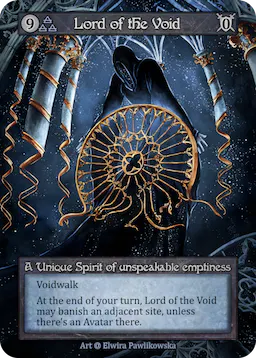 9 Lord of the Void 0
A Unique Spirit of unspeakable emptiness
Voidwalk
At the end of your turn, Lord of the Void
may banish an adjacent site, unless
there's an Avatar there.
Art @ Elwira Pawlikowska